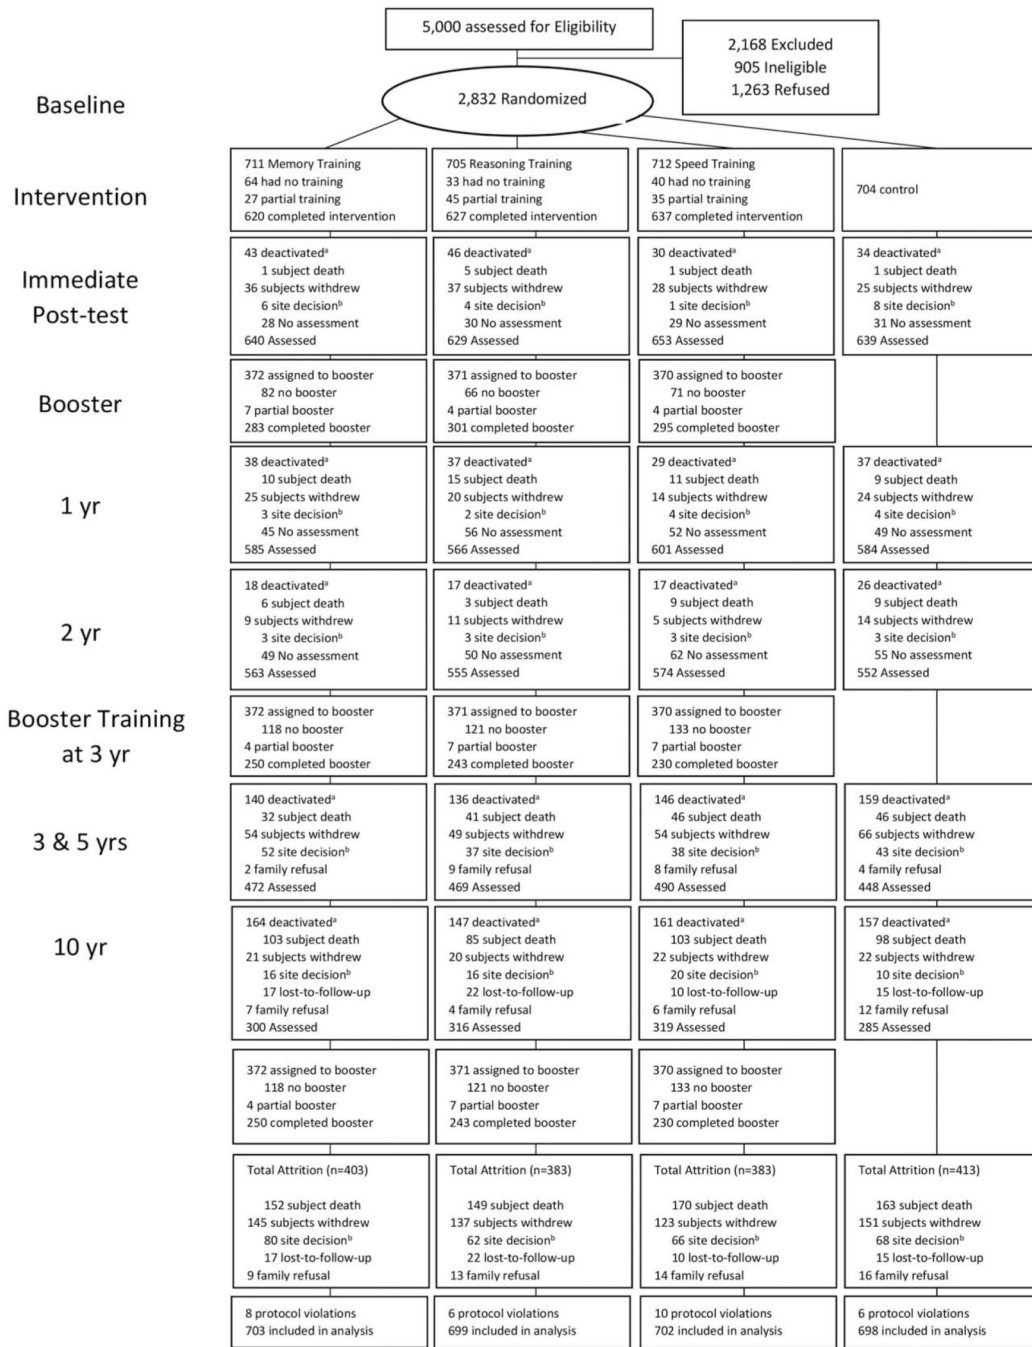 5,000 assessed for Eligibility
2,168 Excluded
905 Ineligible
1,263 Refused
Baseline
2,832 Randomized
Intervention
711 Memory Training
64 had no training
27 partial training
620 completed intervention
705 Reasoning Training
33 had no training
45 partial training
627 completed intervention
712 Speed Training
40 had no training
35 partial training
637 completed intervention
704 control
Immediate
Post-test
43 deactivatedᵃ
1 subject death
36 subjects withdrew
6 site decisionᵇ
28 No assessment
640 Assessed
46 deactivatedᵃ
5 subject death
37 subjects withdrew
4 site decisionᵇ
30 No assessment
629 Assessed
30 deactivatedᵃ
1 subject death
28 subjects withdrew
1 site decisionᵇ
29 No assessment
653 Assessed
34 deactivatedᵃ
1 subject death
25 subjects withdrew
8 site decisionᵇ
31 No assessment
639 Assessed
Booster
372 assigned to booster
82 no booster
7 partial booster
283 completed booster
371 assigned to booster
66 no booster
4 partial booster
301 completed booster
370 assigned to booster
71 no booster
4 partial booster
295 completed booster
1 yr
38 deactivatedᵃ
10 subject death
25 subjects withdrew
3 site decisionᵇ
45 No assessment
585 Assessed
37 deactivatedᵃ
15 subject death
20 subjects withdrew
2 site decisionᵇ
56 No assessment
566 Assessed
29 deactivatedᵃ
11 subject death
14 subjects withdrew
4 site decisionᵇ
52 No assessment
601 Assessed
37 deactivatedᵃ
9 subject death
24 subjects withdrew
4 site decisionᵇ
49 No assessment
584 Assessed
2 yr
18 deactivatedᵃ
6 subject death
9 subjects withdrew
3 site decisionᵇ
49 No assessment
563 Assessed
17 deactivatedᵃ
3 subject death
11 subjects withdrew
3 site decisionᵇ
50 No assessment
555 Assessed
17 deactivatedᵃ
9 subject death
5 subjects withdrew
3 site decisionᵇ
62 No assessment
574 Assessed
26 deactivatedᵃ
9 subject death
14 subjects withdrew
3 site decisionᵇ
55 No assessment
552 Assessed
Booster Training
at 3 yr
372 assigned to booster
118 no booster
4 partial booster
250 completed booster
371 assigned to booster
121 no booster
7 partial booster
243 completed booster
370 assigned to booster
133 no booster
7 partial booster
230 completed booster
3 & 5 yrs
140 deactivatedᵃ
32 subject death
54 subjects withdrew
52 site decisionᵇ
2 family refusal
472 Assessed
136 deactivatedᵃ
41 subject death
49 subjects withdrew
37 site decisionᵇ
9 family refusal
469 Assessed
146 deactivatedᵃ
46 subject death
54 subjects withdrew
38 site decisionᵇ
8 family refusal
490 Assessed
159 deactivatedᵃ
46 subject death
66 subjects withdrew
43 site decisionᵇ
4 family refusal
448 Assessed
10 yr
164 deactivatedᵃ
103 subject death
21 subjects withdrew
16 site decisionᵇ
17 lost-to-follow-up
7 family refusal
300 Assessed
147 deactivatedᵃ
85 subject death
20 subjects withdrew
16 site decisionᵇ
22 lost-to-follow-up
4 family refusal
316 Assessed
161 deactivatedᵃ
103 subject death
22 subjects withdrew
20 site decisionᵇ
10 lost-to-follow-up
6 family refusal
319 Assessed
157 deactivatedᵃ
98 subject death
22 subjects withdrew
10 site decisionᵇ
15 lost-to-follow-up
12 family refusal
285 Assessed
372 assigned to booster
118 no booster
4 partial booster
250 completed booster
371 assigned to booster
121 no booster
7 partial booster
243 completed booster
370 assigned to booster
133 no booster
7 partial booster
230 completed booster
Total Attrition (n=403)
152 subject death
145 subjects withdrew
80 site decisionᵇ
17 lost-to-follow-up
9 family refusal
Total Attrition (n=383)
149 subject death
137 subjects withdrew
62 site decisionᵇ
22 lost-to-follow-up
13 family refusal
Total Attrition (n=383)
170 subject death
123 subjects withdrew
66 site decisionᵇ
10 lost-to-follow-up
14 family refusal
Total Attrition (n=413)
163 subject death
151 subjects withdrew
68 site decisionᵇ
15 lost-to-follow-up
16 family refusal
8 protocol violations
703 included in analysis
6 protocol violations
699 included in analysis
10 protocol violations
702 included in analysis
6 protocol violations
698 included in analysis